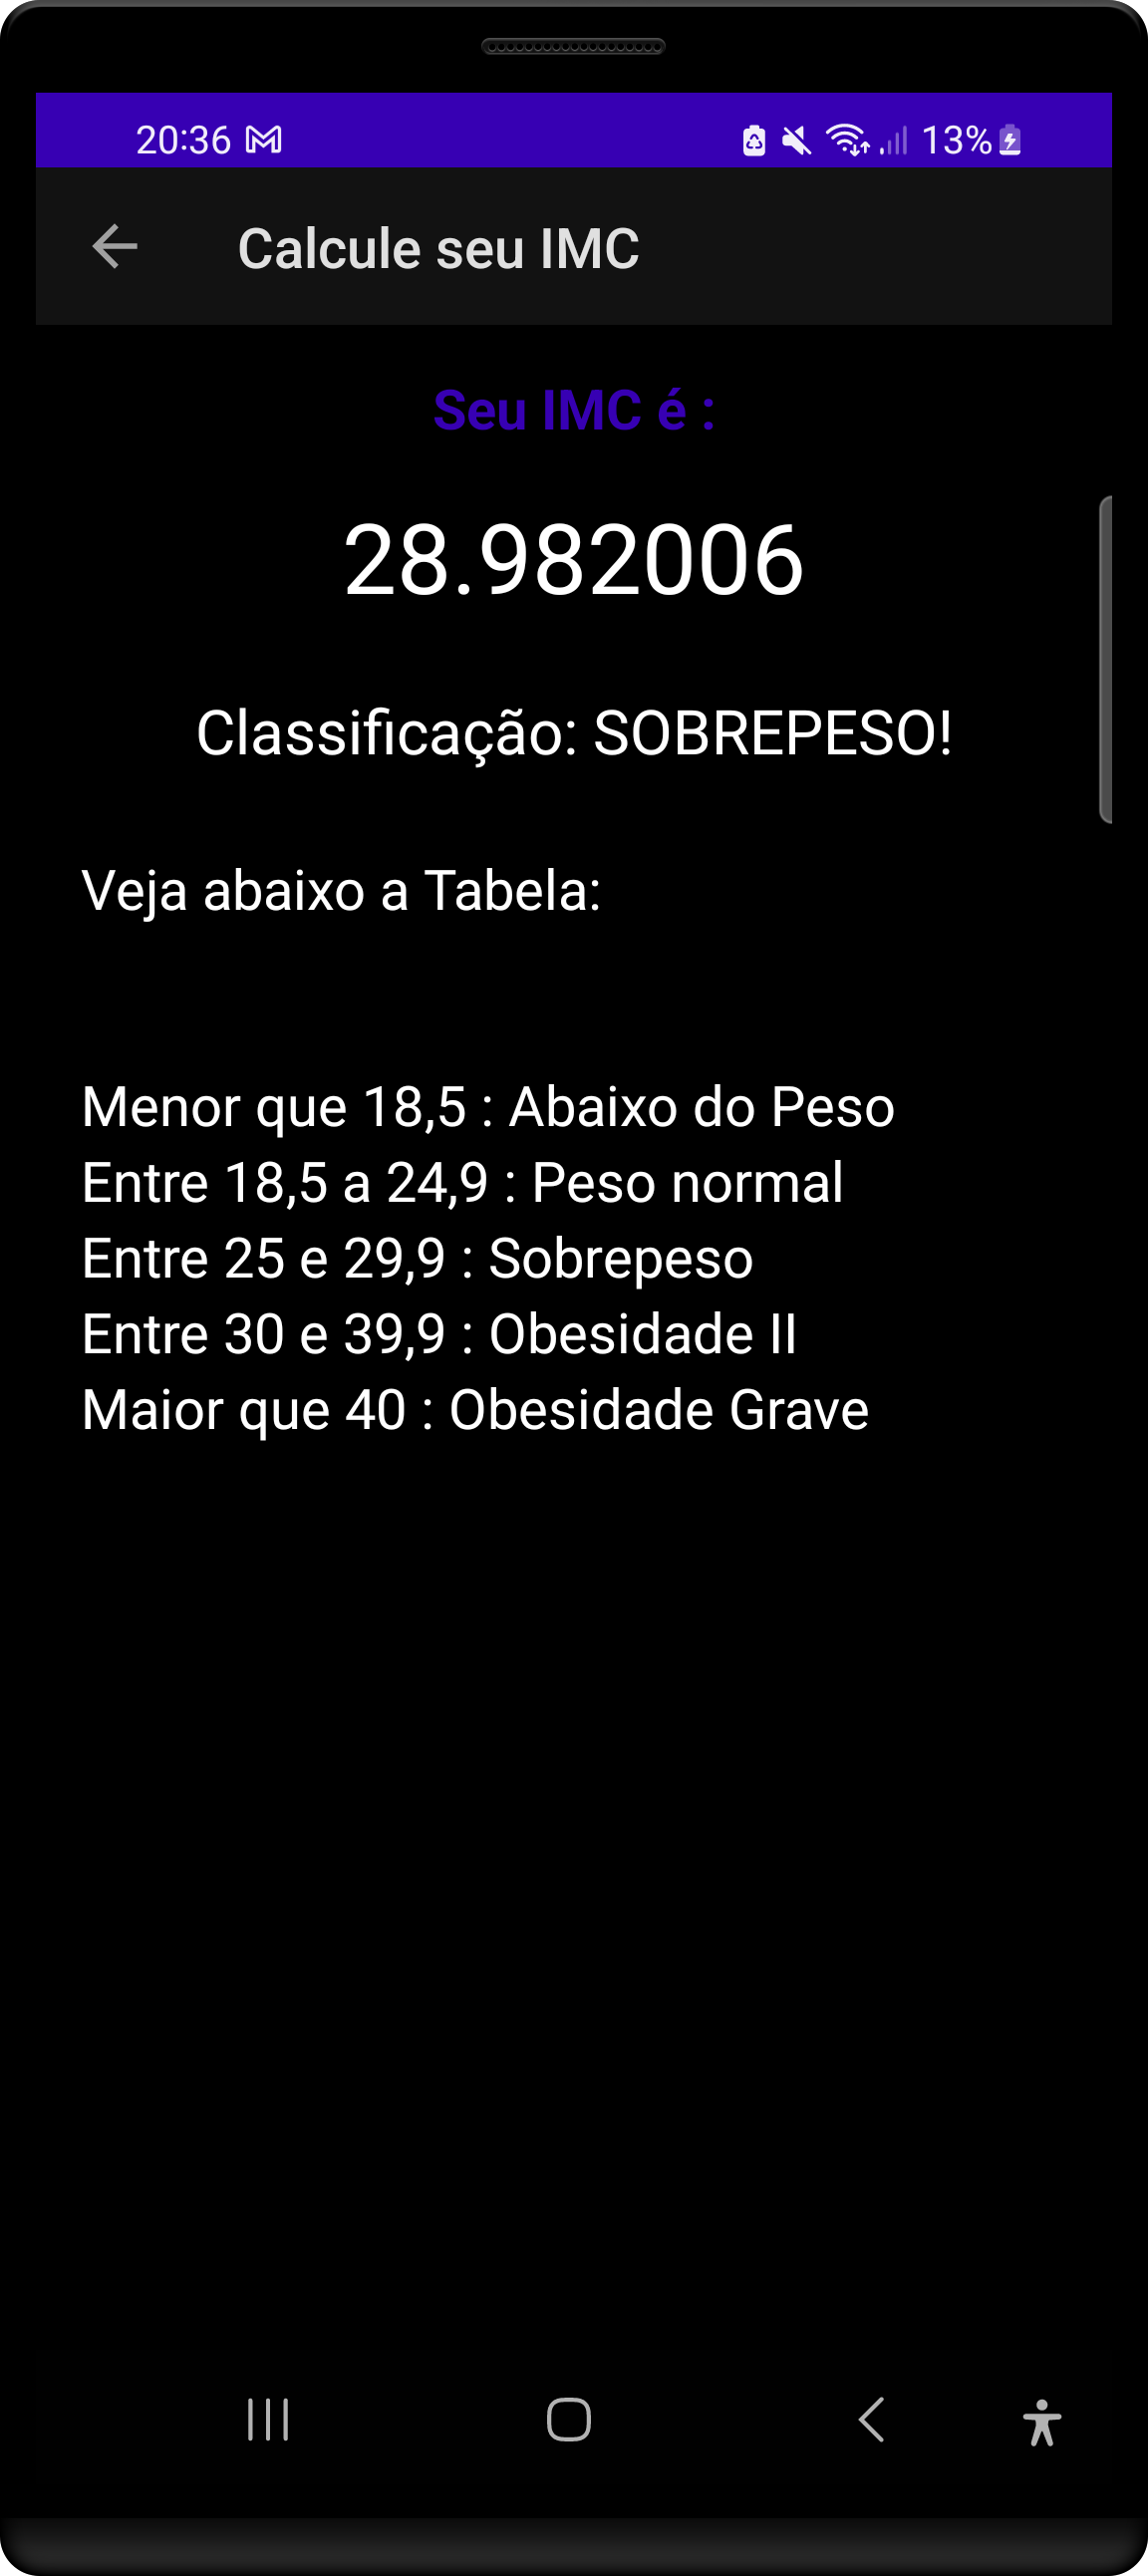 20:36
13%
Calcule seu IMC
Seu IMC é :
28.982006
Classificação: SOBREPESO!
Veja abaixo a Tabela:
Menor que 18,5 : Abaixo do Peso
Entre 18,5 a 24,9 : Peso normal
Entre 25 e 29,9 : Sobrepeso
Entre 30 e 39,9 : Obesidade II
Maior que 40 : Obesidade Grave